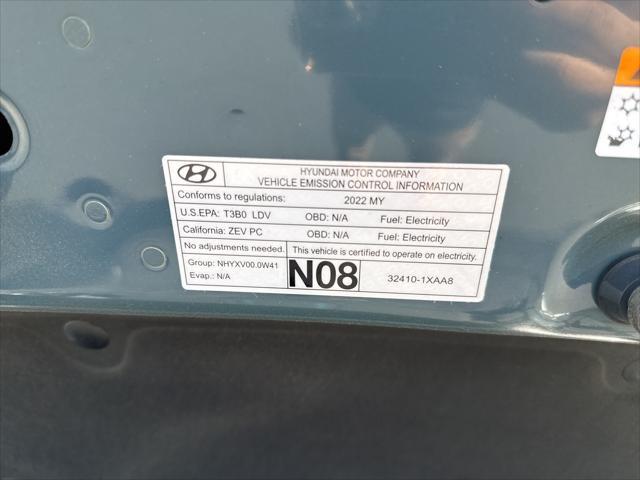 HYUNDAI MOTOR COMPANY
VEHICLE EMISSION CONTROL INFORMATION
Conforms to regulations: 2022 MY
U.S.EPA: T3B0 LDV OBD: N/A Fuel: Electricity
California: ZEV PC OBD: N/A Fuel: Electricity
No adjustments needed. This vehicle is certified to operate on electricity.
Group: NHYXV00.0W41
Evap.: N/A
N08
32410-1XAA8